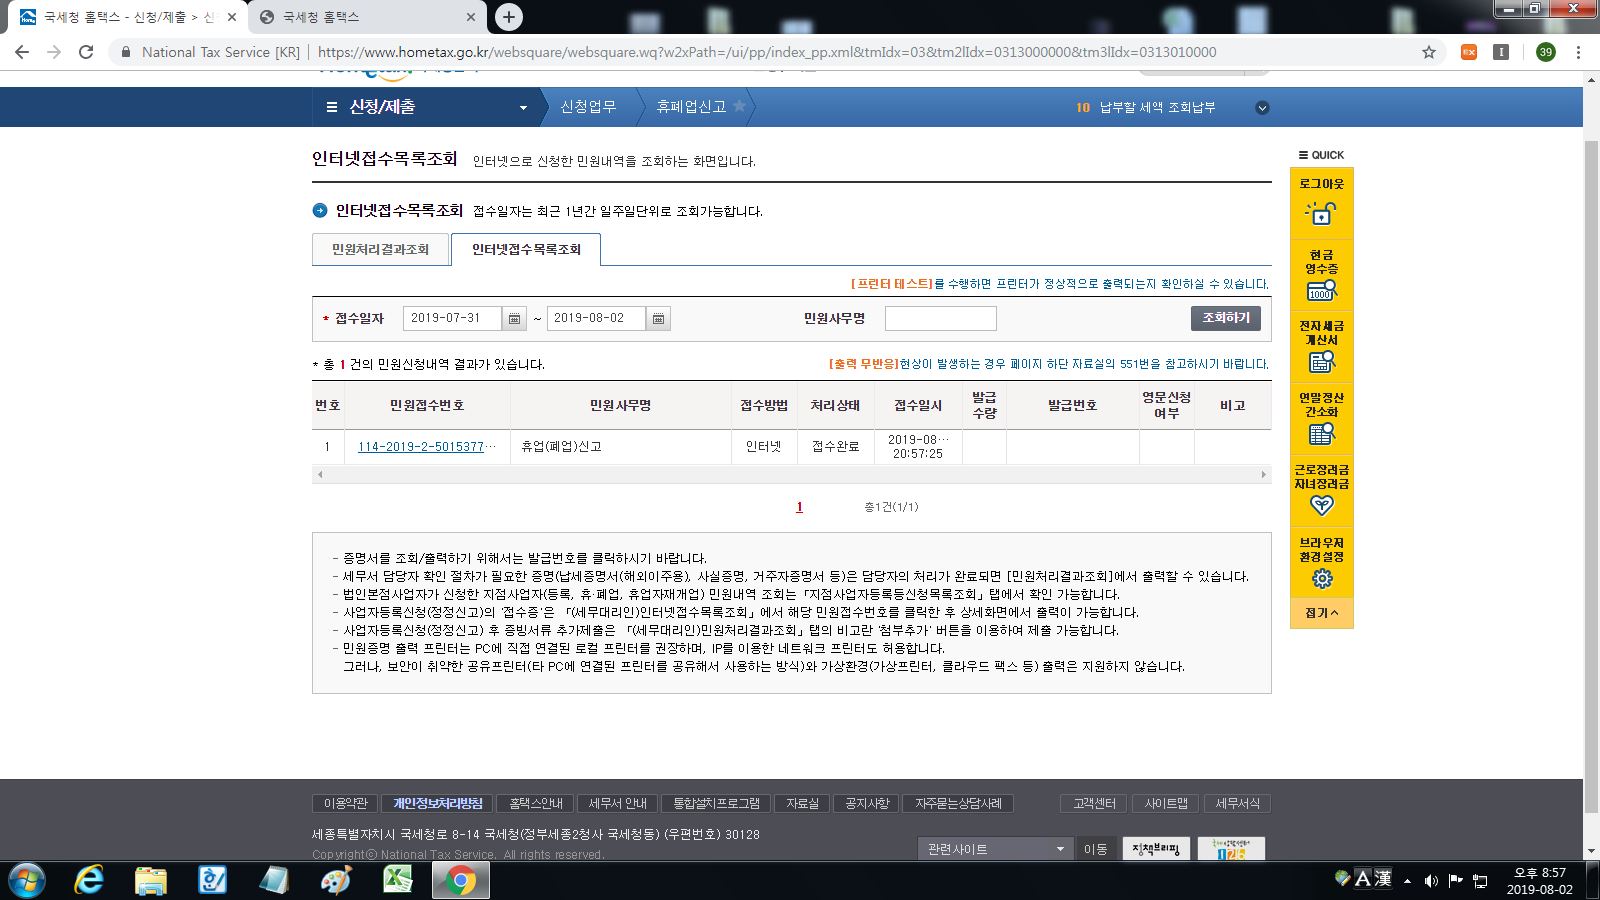 국세청 홈택스 - 신청/제출 > 신
국세청 홈택스
National Tax Service [KR]
https://www.hometax.go.kr/websquare/websquare.wq?w2xPath=/ui/pp/index_pp.xml&tmIdx=03&tm2lIdx=0313000000&tm3lIdx=0313010000
39
신청/제출
신청업무
휴폐업신고
10 납부할 세액 조회납부
인터넷접수목록조회 인터넷으로 신청한 민원내역을 조회하는 화면입니다.
인터넷접수목록조회 접수일자는 최근 1년간 일주일단위로 조회가능합니다.
민원처리결과조회
인터넷접수목록조회
[프린터 테스트]를 수행하면 프린터가 정상적으로 출력되는지 확인하실 수 있습니다.
* 접수일자 2019-07-31 ~ 2019-08-02 민원사무명 조회하기
* 총 1 건의 민원신청내역 결과가 있습니다.
[출력 무반응]현상이 발생하는 경우 페이지 하단 자료실의 551번을 참고하시기 바랍니다.
번호 민원접수번호 민원사무명 접수방법 처리상태 접수일시 발급수량 발급번호 영문신청여부 비고
1 114-2019-2-5015377… 휴업(폐업)신고 인터넷 접수완료 2019-08… 20:57:25
1 총1건(1/1)
- 증명서를 조회/출력하기 위해서는 발급번호를 클릭하시기 바랍니다.
- 세무서 담당자 확인 절차가 필요한 증명(납세증명서(해외이주용), 사실증명, 거주자증명서 등)은 담당자의 처리가 완료되면 [민원처리결과조회]에서 출력할 수 있습니다.
- 법인본점사업자가 신청한 지점사업자(등록, 휴·폐업, 휴업자재개업) 민원내역 조회는「지점사업자등록등신청목록조회」탭에서 확인 가능합니다.
- 사업자등록신청(정정신고)의 '접수증'은 「(세무대리인)인터넷접수목록조회」에서 해당 민원접수번호를 클릭한 후 상세화면에서 출력이 가능합니다.
- 사업자등록신청(정정신고) 후 증빙서류 추가제출은 「(세무대리인)민원처리결과조회」탭의 비고란 '첨부추가' 버튼을 이용하여 제출 가능합니다.
- 민원증명 출력 프린터는 PC에 직접 연결된 로컬 프린터를 권장하며, IP를 이용한 네트워크 프린터도 허용합니다.
그러나, 보안이 취약한 공유프린터(타 PC에 연결된 프린터를 공유해서 사용하는 방식)와 가상환경(가상프린터, 클라우드 팩스 등) 출력은 지원하지 않습니다.
QUICK
로그아웃
현금
영수증
1000
전자세금
계산서
연말정산
간소화
근로장려금
자녀장려금
브라우저
환경설정
접기
이용약관 개인정보처리방침 홈택스안내 세무서 안내 통합설치프로그램 자료실 공지사항 자주묻는상담사례 고객센터 사이트맵 세무서식
세종특별자치시 국세청로 8-14 국세청(정부세종2청사 국세청동) (우편번호) 30128
Copyrightⓒ National Tax Service. All rights reserved.
관련사이트 이동 정책브리핑 126
A 漢
오후 8:57
2019-08-02